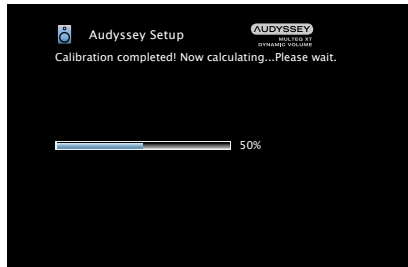 Audyssey Setup
AUDYSSEY
MULTEQ XT
DYNAMIC VOLUME
Calibration completed! Now calculating...Please wait.
50%